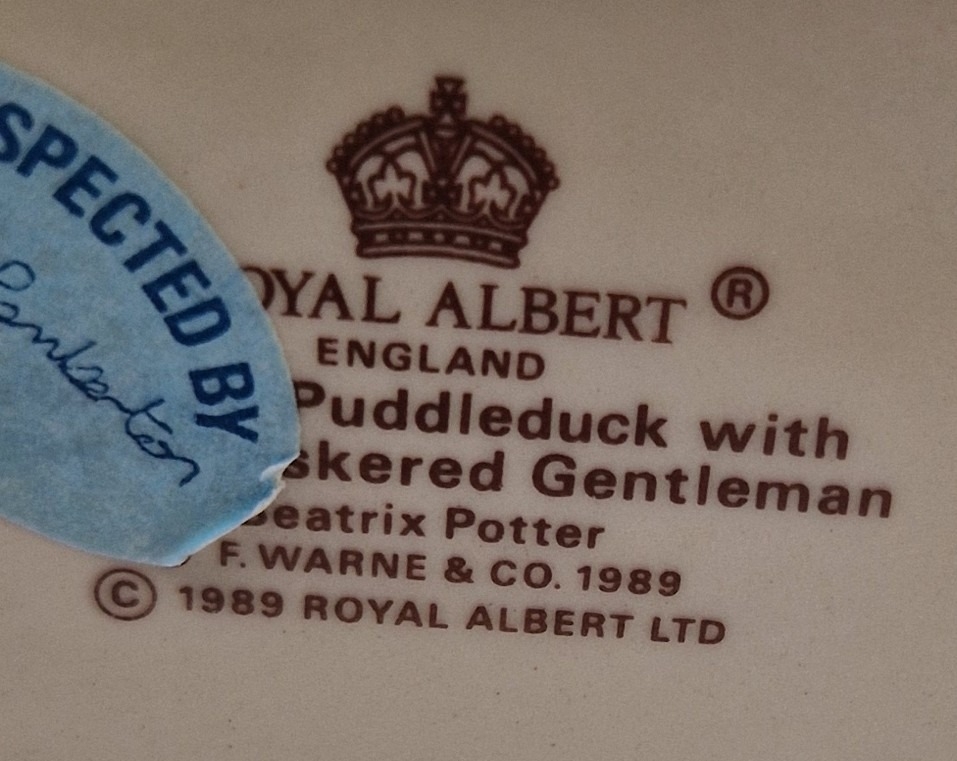 SPECTED BY
OYAL ALBERT ®
ENGLAND
Puddleduck with
skered Gentleman
Beatrix Potter
F. WARNE & CO. 1989
© 1989 ROYAL ALBERT LTD